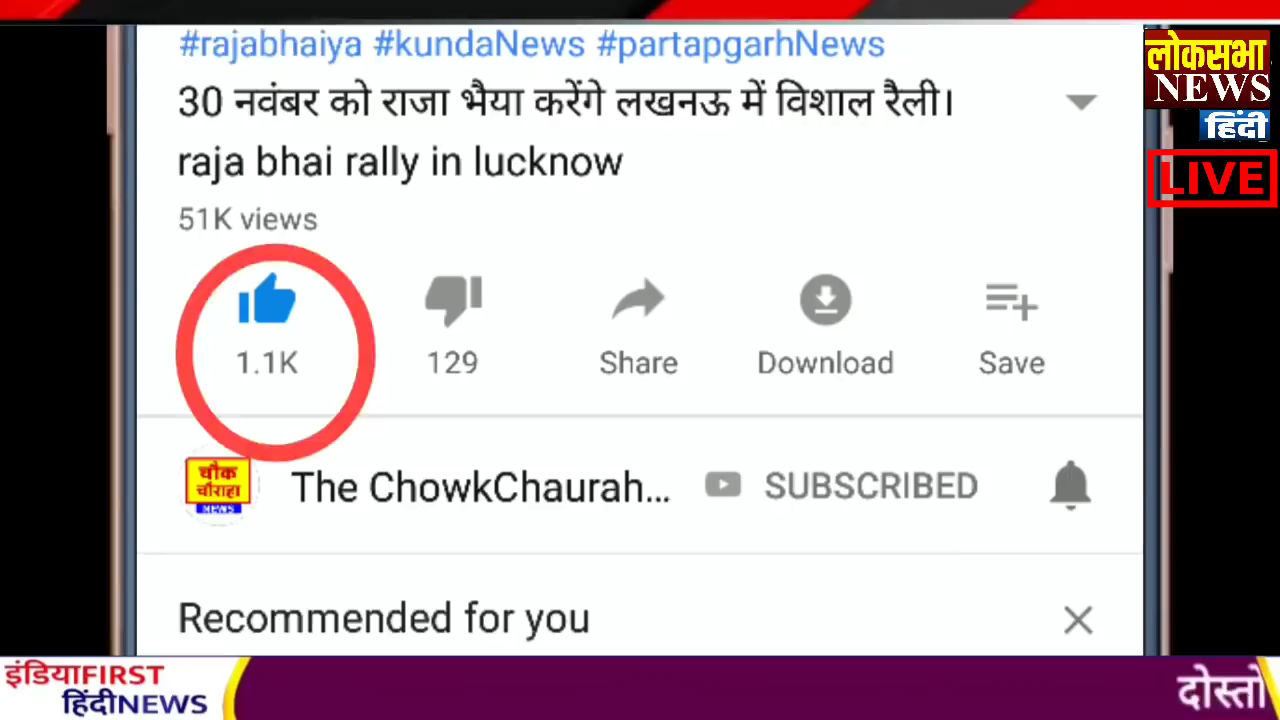 #rajabhaiya #kundaNews #partapgarhNews
30 नवंबर को राजा भैया करेंगे लखनऊ में विशाल रैली।
raja bhai rally in lucknow
51K views
1.1K
129
Share
Download
Save
चौक
चौराहा
NEWS
The ChowkChaurah...
SUBSCRIBED
Recommended for you
लोकसभा
NEWS
हिंदी
LIVE
इंडियाFIRST
हिंदीNEWS
दोस्तो